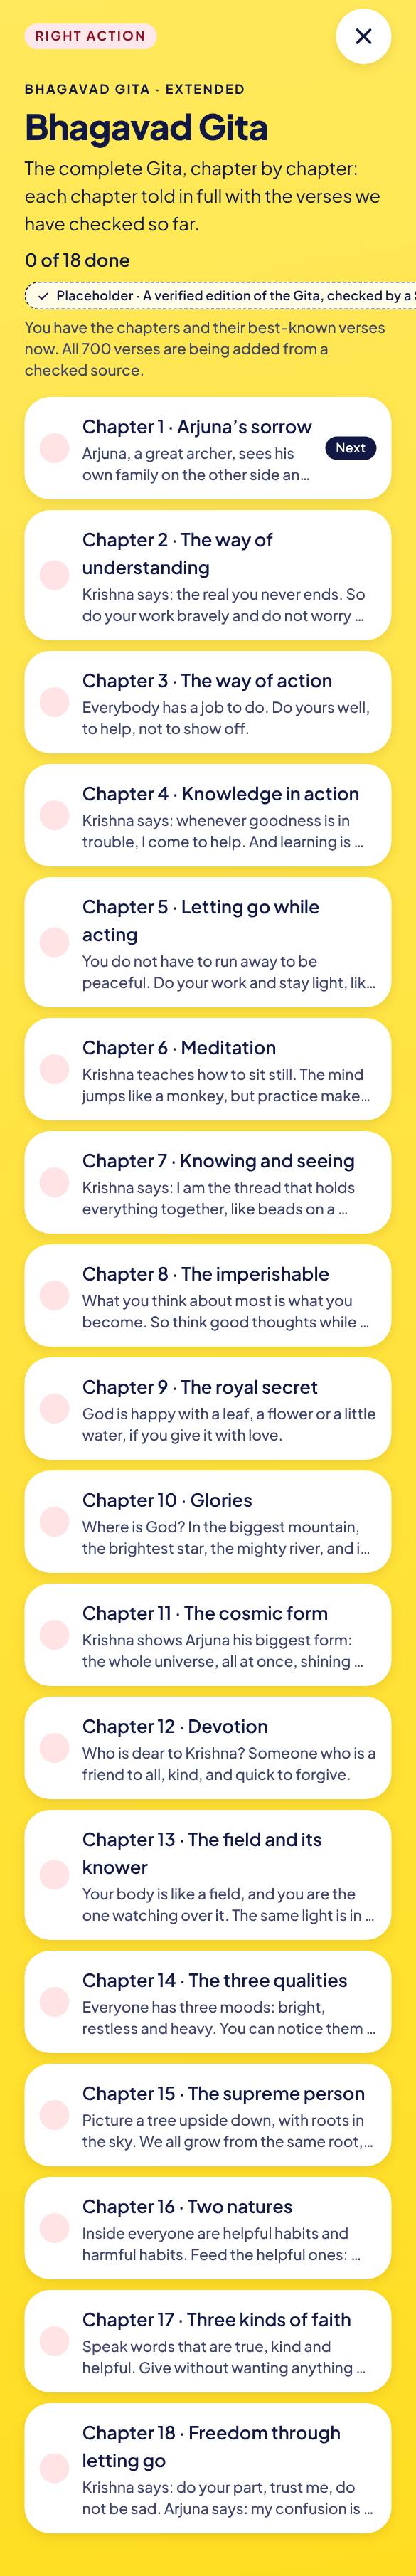 RIGHT ACTION
BHAGAVAD GITA · EXTENDED
Bhagavad Gita
The complete Gita, chapter by chapter:
each chapter told in full with the verses we
have checked so far.
0 of 18 done
Placeholder · A verified edition of the Gita, checked by a
You have the chapters and their best-known verses
now. All 700 verses are being added from a
checked source.
Chapter 1 · Arjuna’s sorrow
Arjuna, a great archer, sees his
own family on the other side an…
Next
Chapter 2 · The way of
understanding
Krishna says: the real you never ends. So
do your work bravely and do not worry …
Chapter 3 · The way of action
Everybody has a job to do. Do yours well,
to help, not to show off.
Chapter 4 · Knowledge in action
Krishna says: whenever goodness is in
trouble, I come to help. And learning is …
Chapter 5 · Letting go while
acting
You do not have to run away to be
peaceful. Do your work and stay light, lik…
Chapter 6 · Meditation
Krishna teaches how to sit still. The mind
jumps like a monkey, but practice make…
Chapter 7 · Knowing and seeing
Krishna says: I am the thread that holds
everything together, like beads on a …
Chapter 8 · The imperishable
What you think about most is what you
become. So think good thoughts while …
Chapter 9 · The royal secret
God is happy with a leaf, a flower or a little
water, if you give it with love.
Chapter 10 · Glories
Where is God? In the biggest mountain,
the brightest star, the mighty river, and i…
Chapter 11 · The cosmic form
Krishna shows Arjuna his biggest form:
the whole universe, all at once, shining …
Chapter 12 · Devotion
Who is dear to Krishna? Someone who is a
friend to all, kind, and quick to forgive.
Chapter 13 · The field and its
knower
Your body is like a field, and you are the
one watching over it. The same light is in …
Chapter 14 · The three qualities
Everyone has three moods: bright,
restless and heavy. You can notice them …
Chapter 15 · The supreme person
Picture a tree upside down, with roots in
the sky. We all grow from the same root,…
Chapter 16 · Two natures
Inside everyone are helpful habits and
harmful habits. Feed the helpful ones: …
Chapter 17 · Three kinds of faith
Speak words that are true, kind and
helpful. Give without wanting anything …
Chapter 18 · Freedom through
letting go
Krishna says: do your part, trust me, do
not be sad. Arjuna says: my confusion is …